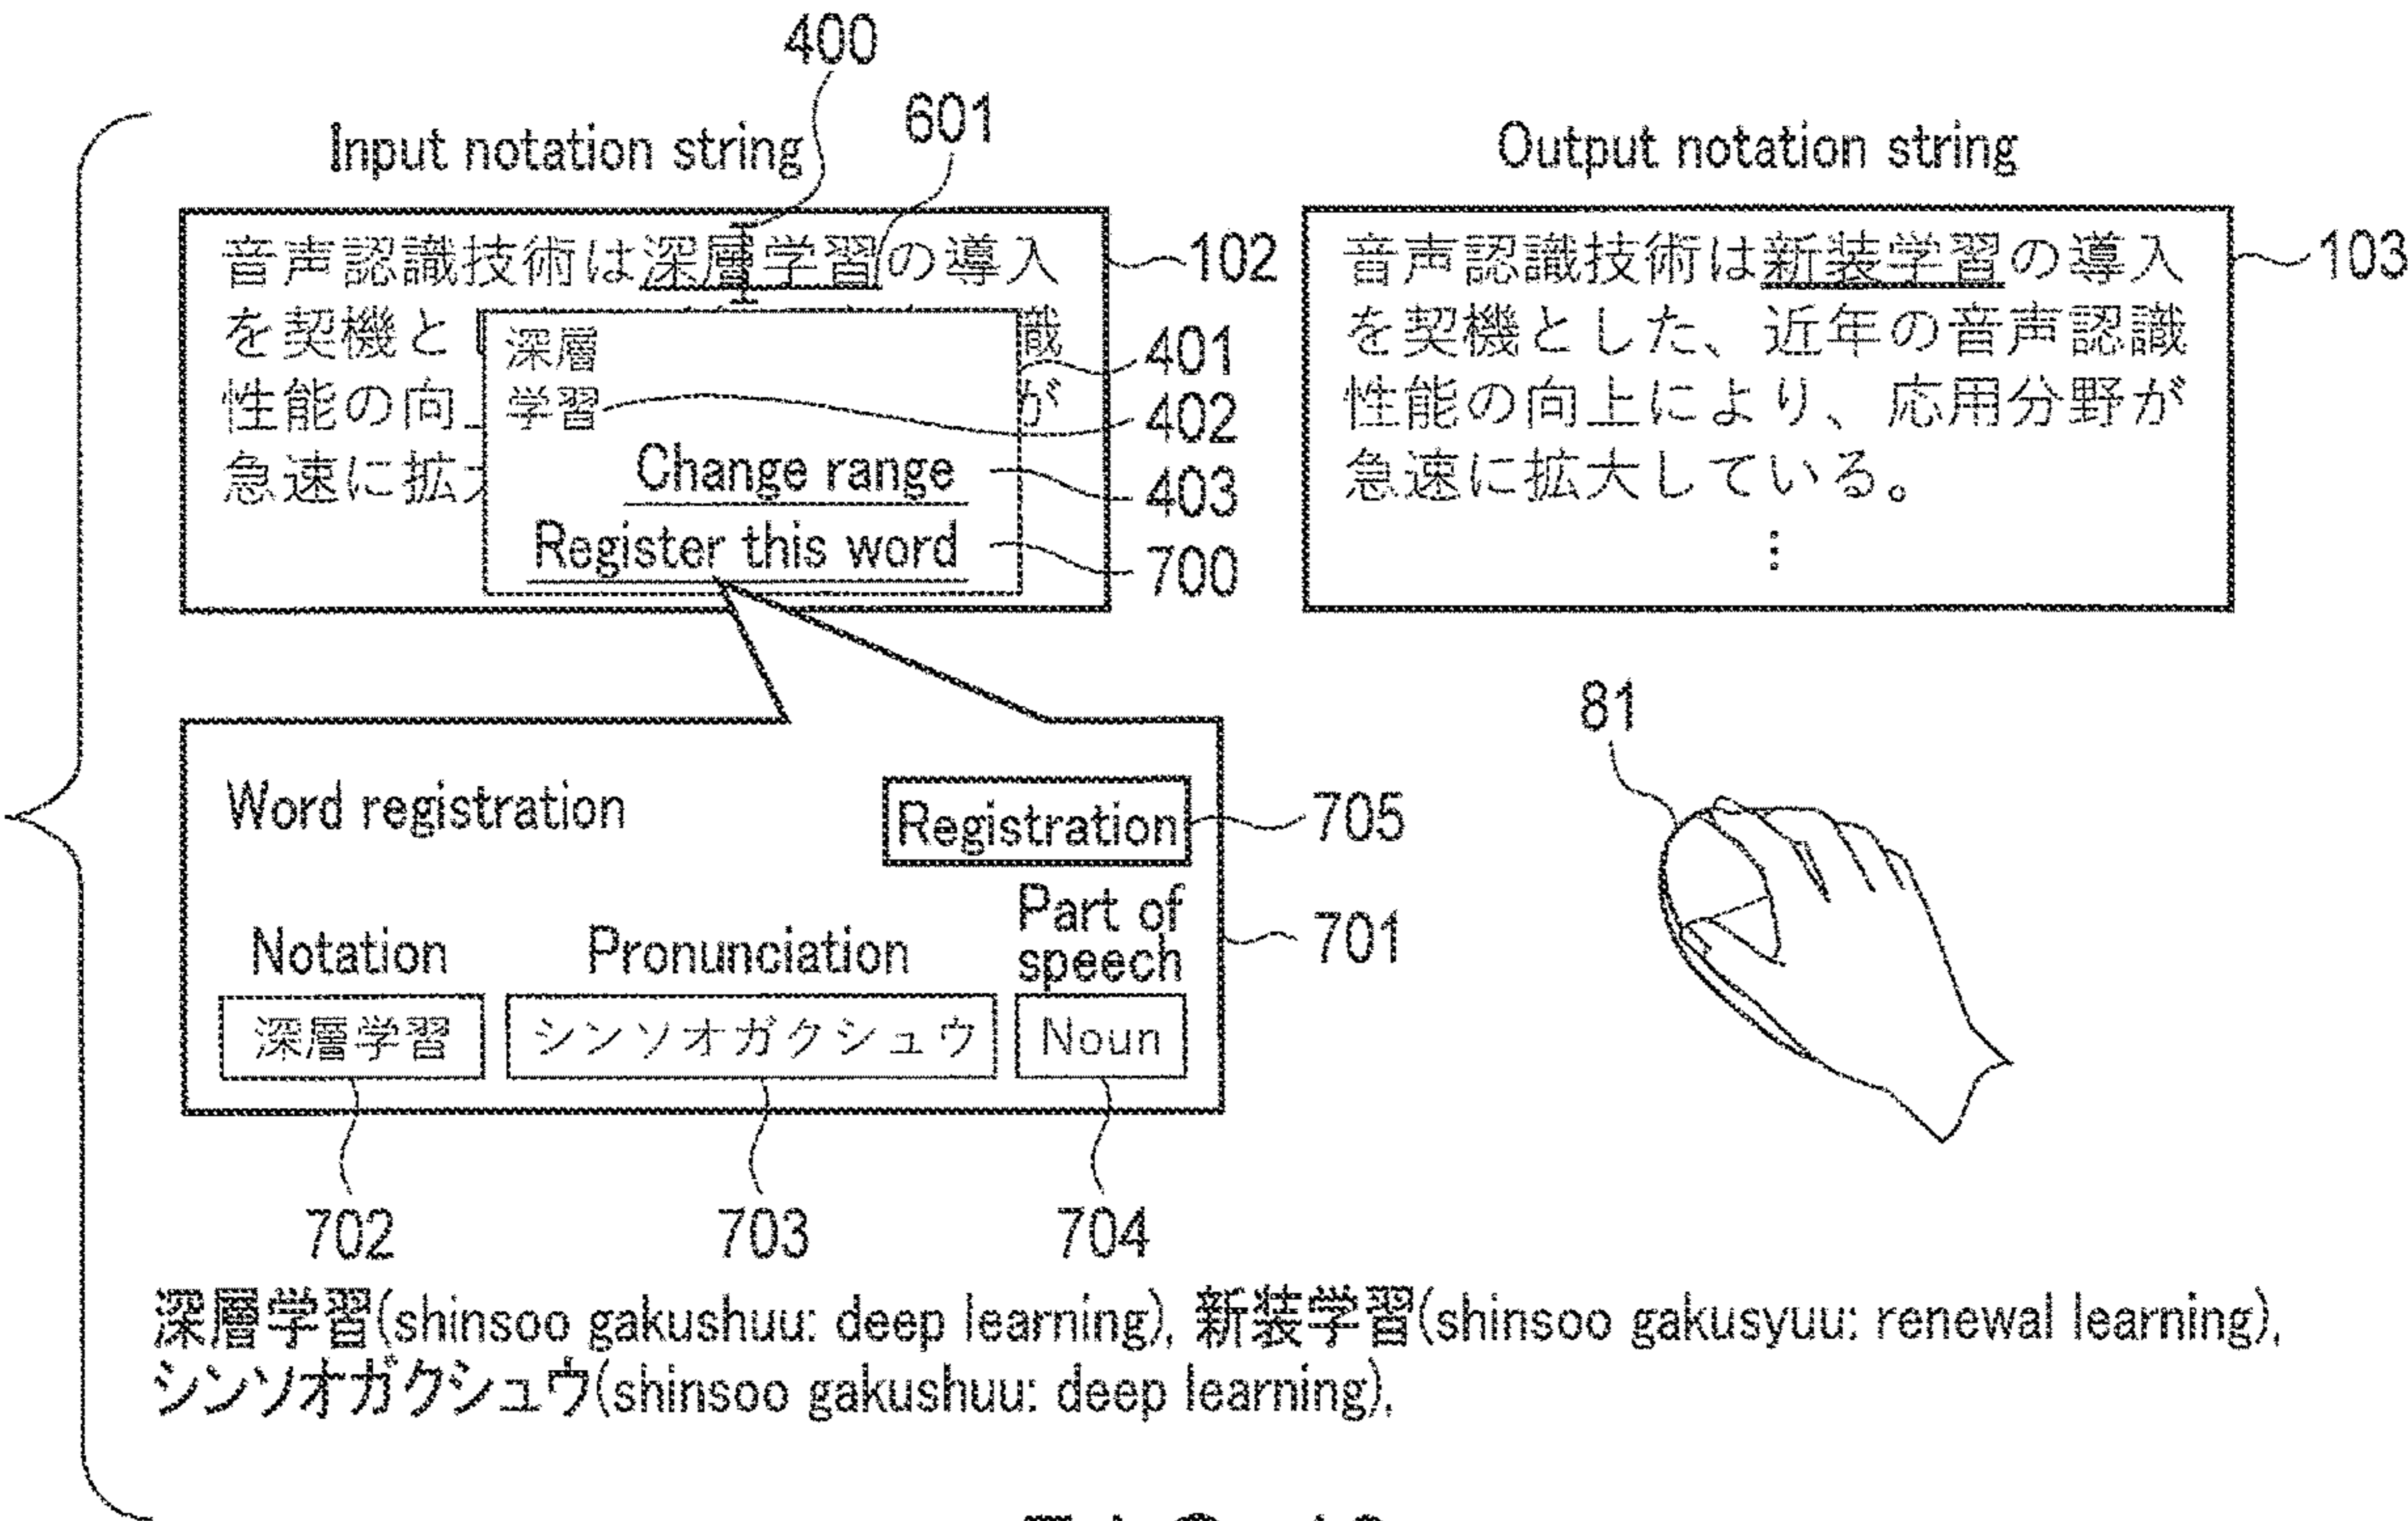 400
601
Input notation string
音声認識技術は深層学習の導入
を契機と
識
性能の向
が
急速に拡
102
深層
学習
Change range
Register this word
401
402
403
700
Output notation string
音声認識技術は新装学習の導入
を契機とした、近年の音声認識
性能の向上により、応用分野が
急速に拡大している。
⋮
103
81
Word registration
Registration
705
701
Notation
Pronunciation
Part of
speech
深層学習
シンソオガクシュウ
Noun
702
703
704
深層学習(shinsoo gakushuu: deep learning), 新装学習(shinsoo gakusyuu: renewal learning),
シンソオガクシュウ(shinsoo gakushuu: deep learning),